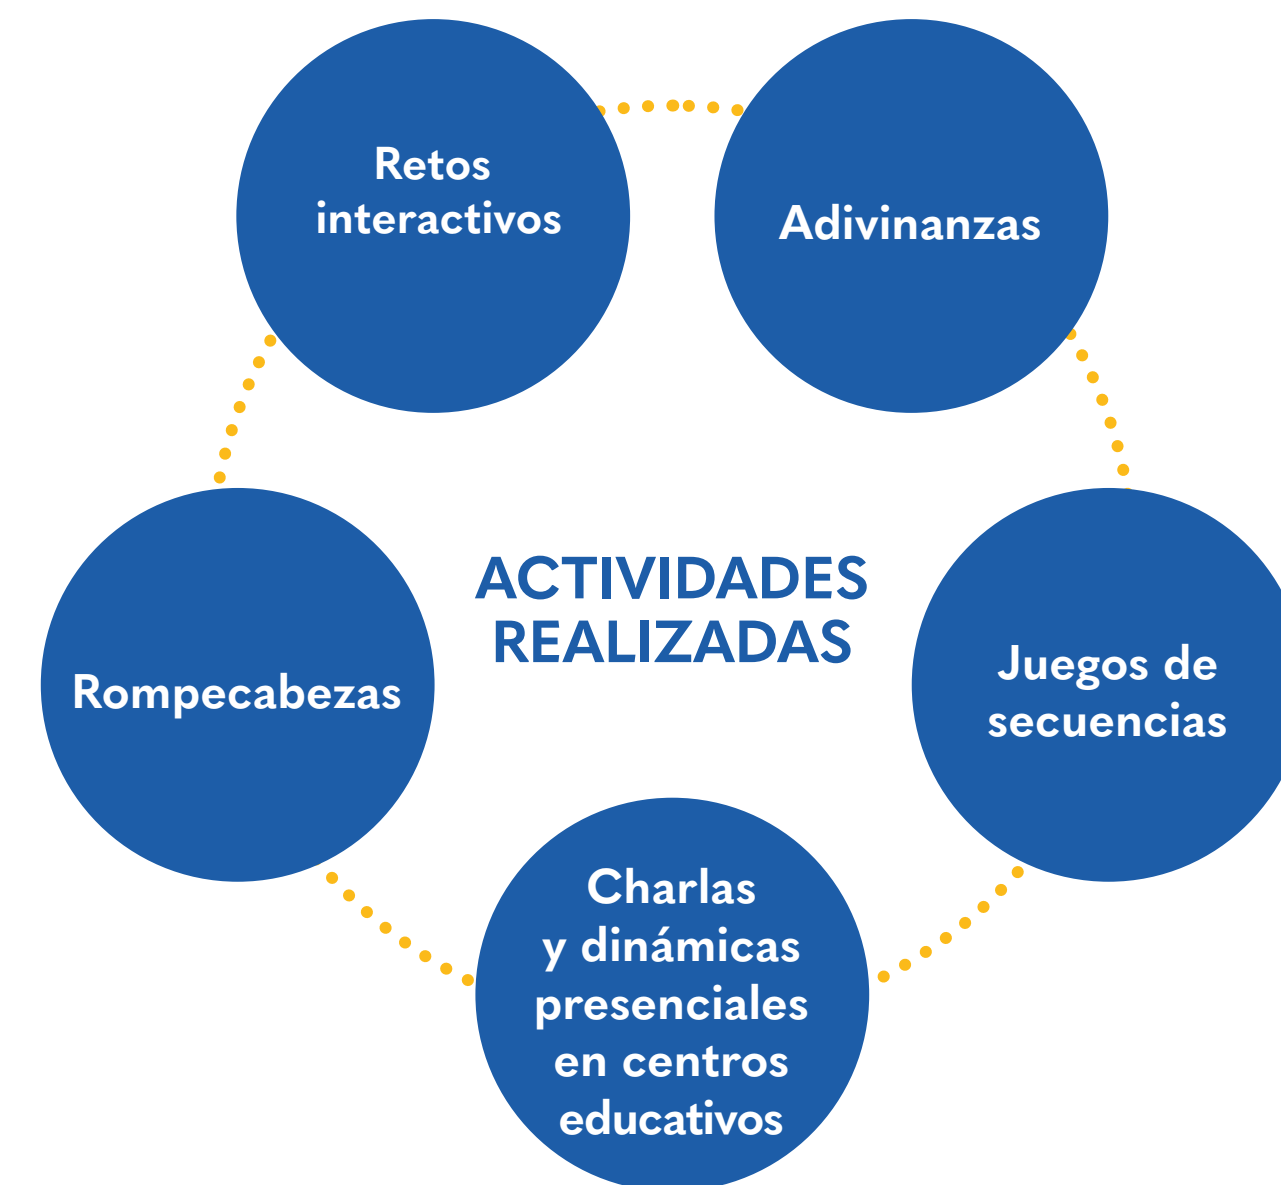 Retos
interactivos
Adivinanzas
ACTIVIDADES
REALIZADAS
Rompecabezas
Juegos de
secuencias
Charlas
y dinámicas
presenciales
en centros
educativos